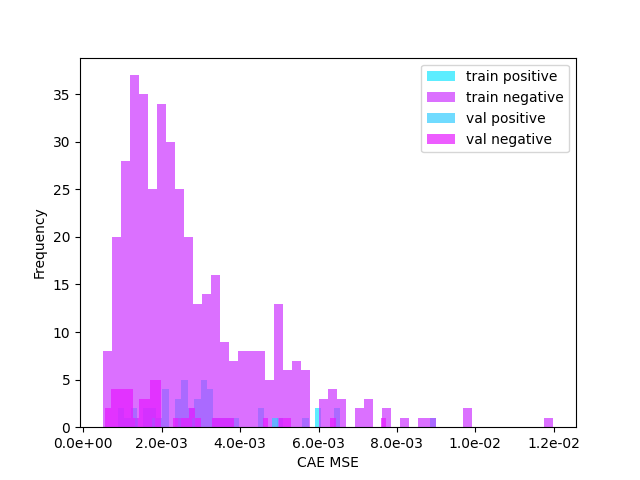 train positive
train negative
val positive
val negative
35
30
25
20
15
10
5
0
Frequency
0.0e+00 2.0e-03 4.0e-03 6.0e-03 8.0e-03 1.0e-02 1.2e-02
CAE MSE